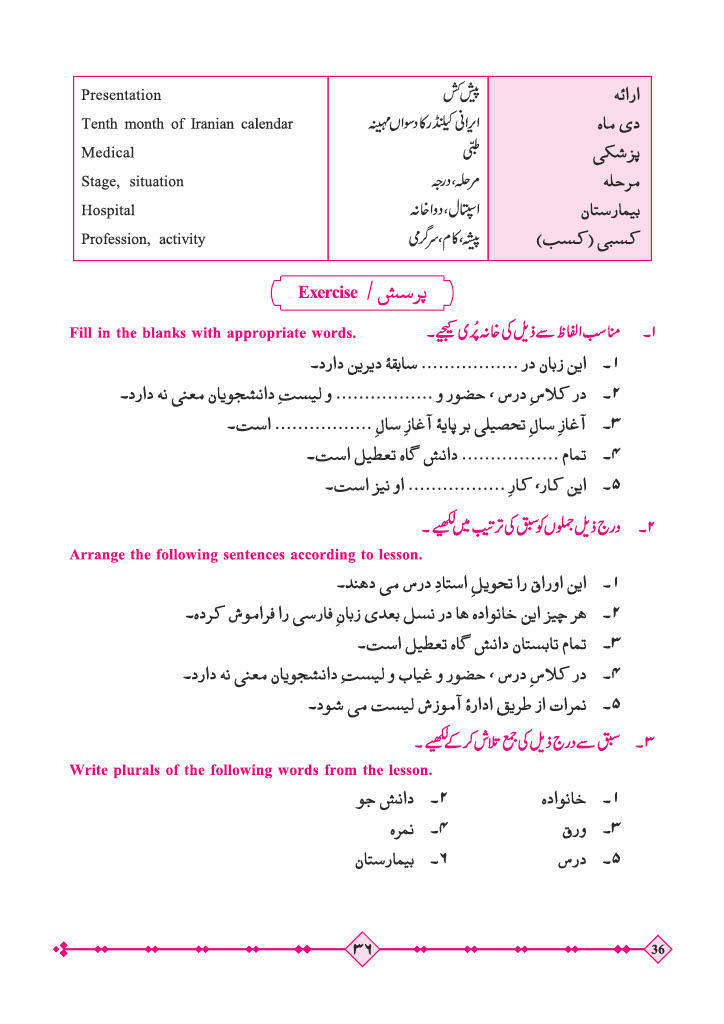 ارائه پیش کش Presentation
دی ماہ ایرانی کیلنڈر کا دسواں مہینہ Tenth month of Iranian calendar
پزشکی طبّی Medical
مرحله مرحلہ، درجہ Stage, situation
بیمارستان اسپتال، دواخانہ Hospital
کسبی (کسب) پیشہ، کام، سرگرمی Profession, activity
Exercise / پرسش
۱۔ مناسب الفاظ سے ذیل کی خانہ پُری کیجیے۔ Fill in the blanks with appropriate words.
۱۔ این زبان در ................. سابقهٔ دیرین دارد۔
۲۔ در کلاسِ درس ، حضور و ................. و لیستِ دانشجویان معنی نه دارد۔
۳۔ آغازِ سالِ تحصیلی بر پایهٔ آغازِ سالِ ................. است۔
۴۔ تمام ................. دانش گاه تعطیل است۔
۵۔ این کار، کارِ ................. او نیز است۔
۲۔ درج ذیل جملوں کو سبق کی ترتیب میں لکھیے ۔
Arrange the following sentences according to lesson.
۱۔ این اوراق را تحویلِ استادِ درس می دهند۔
۲۔ هر چیز این خانواده ها در نسل بعدی زبانِ فارسی را فراموش کرده۔
۳۔ تمام تابستان دانش گاه تعطیل است۔
۴۔ در کلاسِ درس ، حضور و غیاب و لیستِ دانشجویان معنی نه دارد۔
۵۔ نمرات از طریق ادارهٔ آموزش لیست می شود۔
۳۔ سبق سے درج ذیل کی جمع تلاش کرکے لکھیے ۔
Write plurals of the following words from the lesson.
۱۔ خانواده ۲۔ دانش جو
۳۔ ورق ۴۔ نمره
۵۔ درس ۶۔ بیمارستان
۳۶ 36